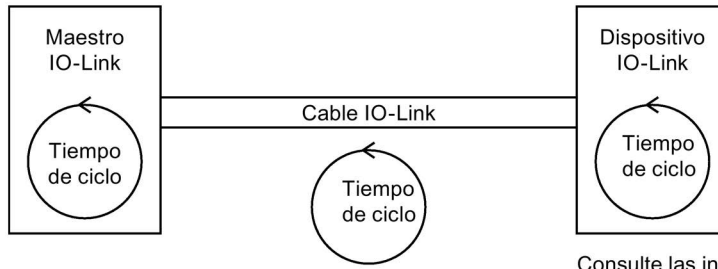 Maestro
IO-Link
Tiempo
de ciclo
Cable IO-Link
Tiempo
de ciclo
Dispositivo
IO-Link
Tiempo
de ciclo
Consulte las in